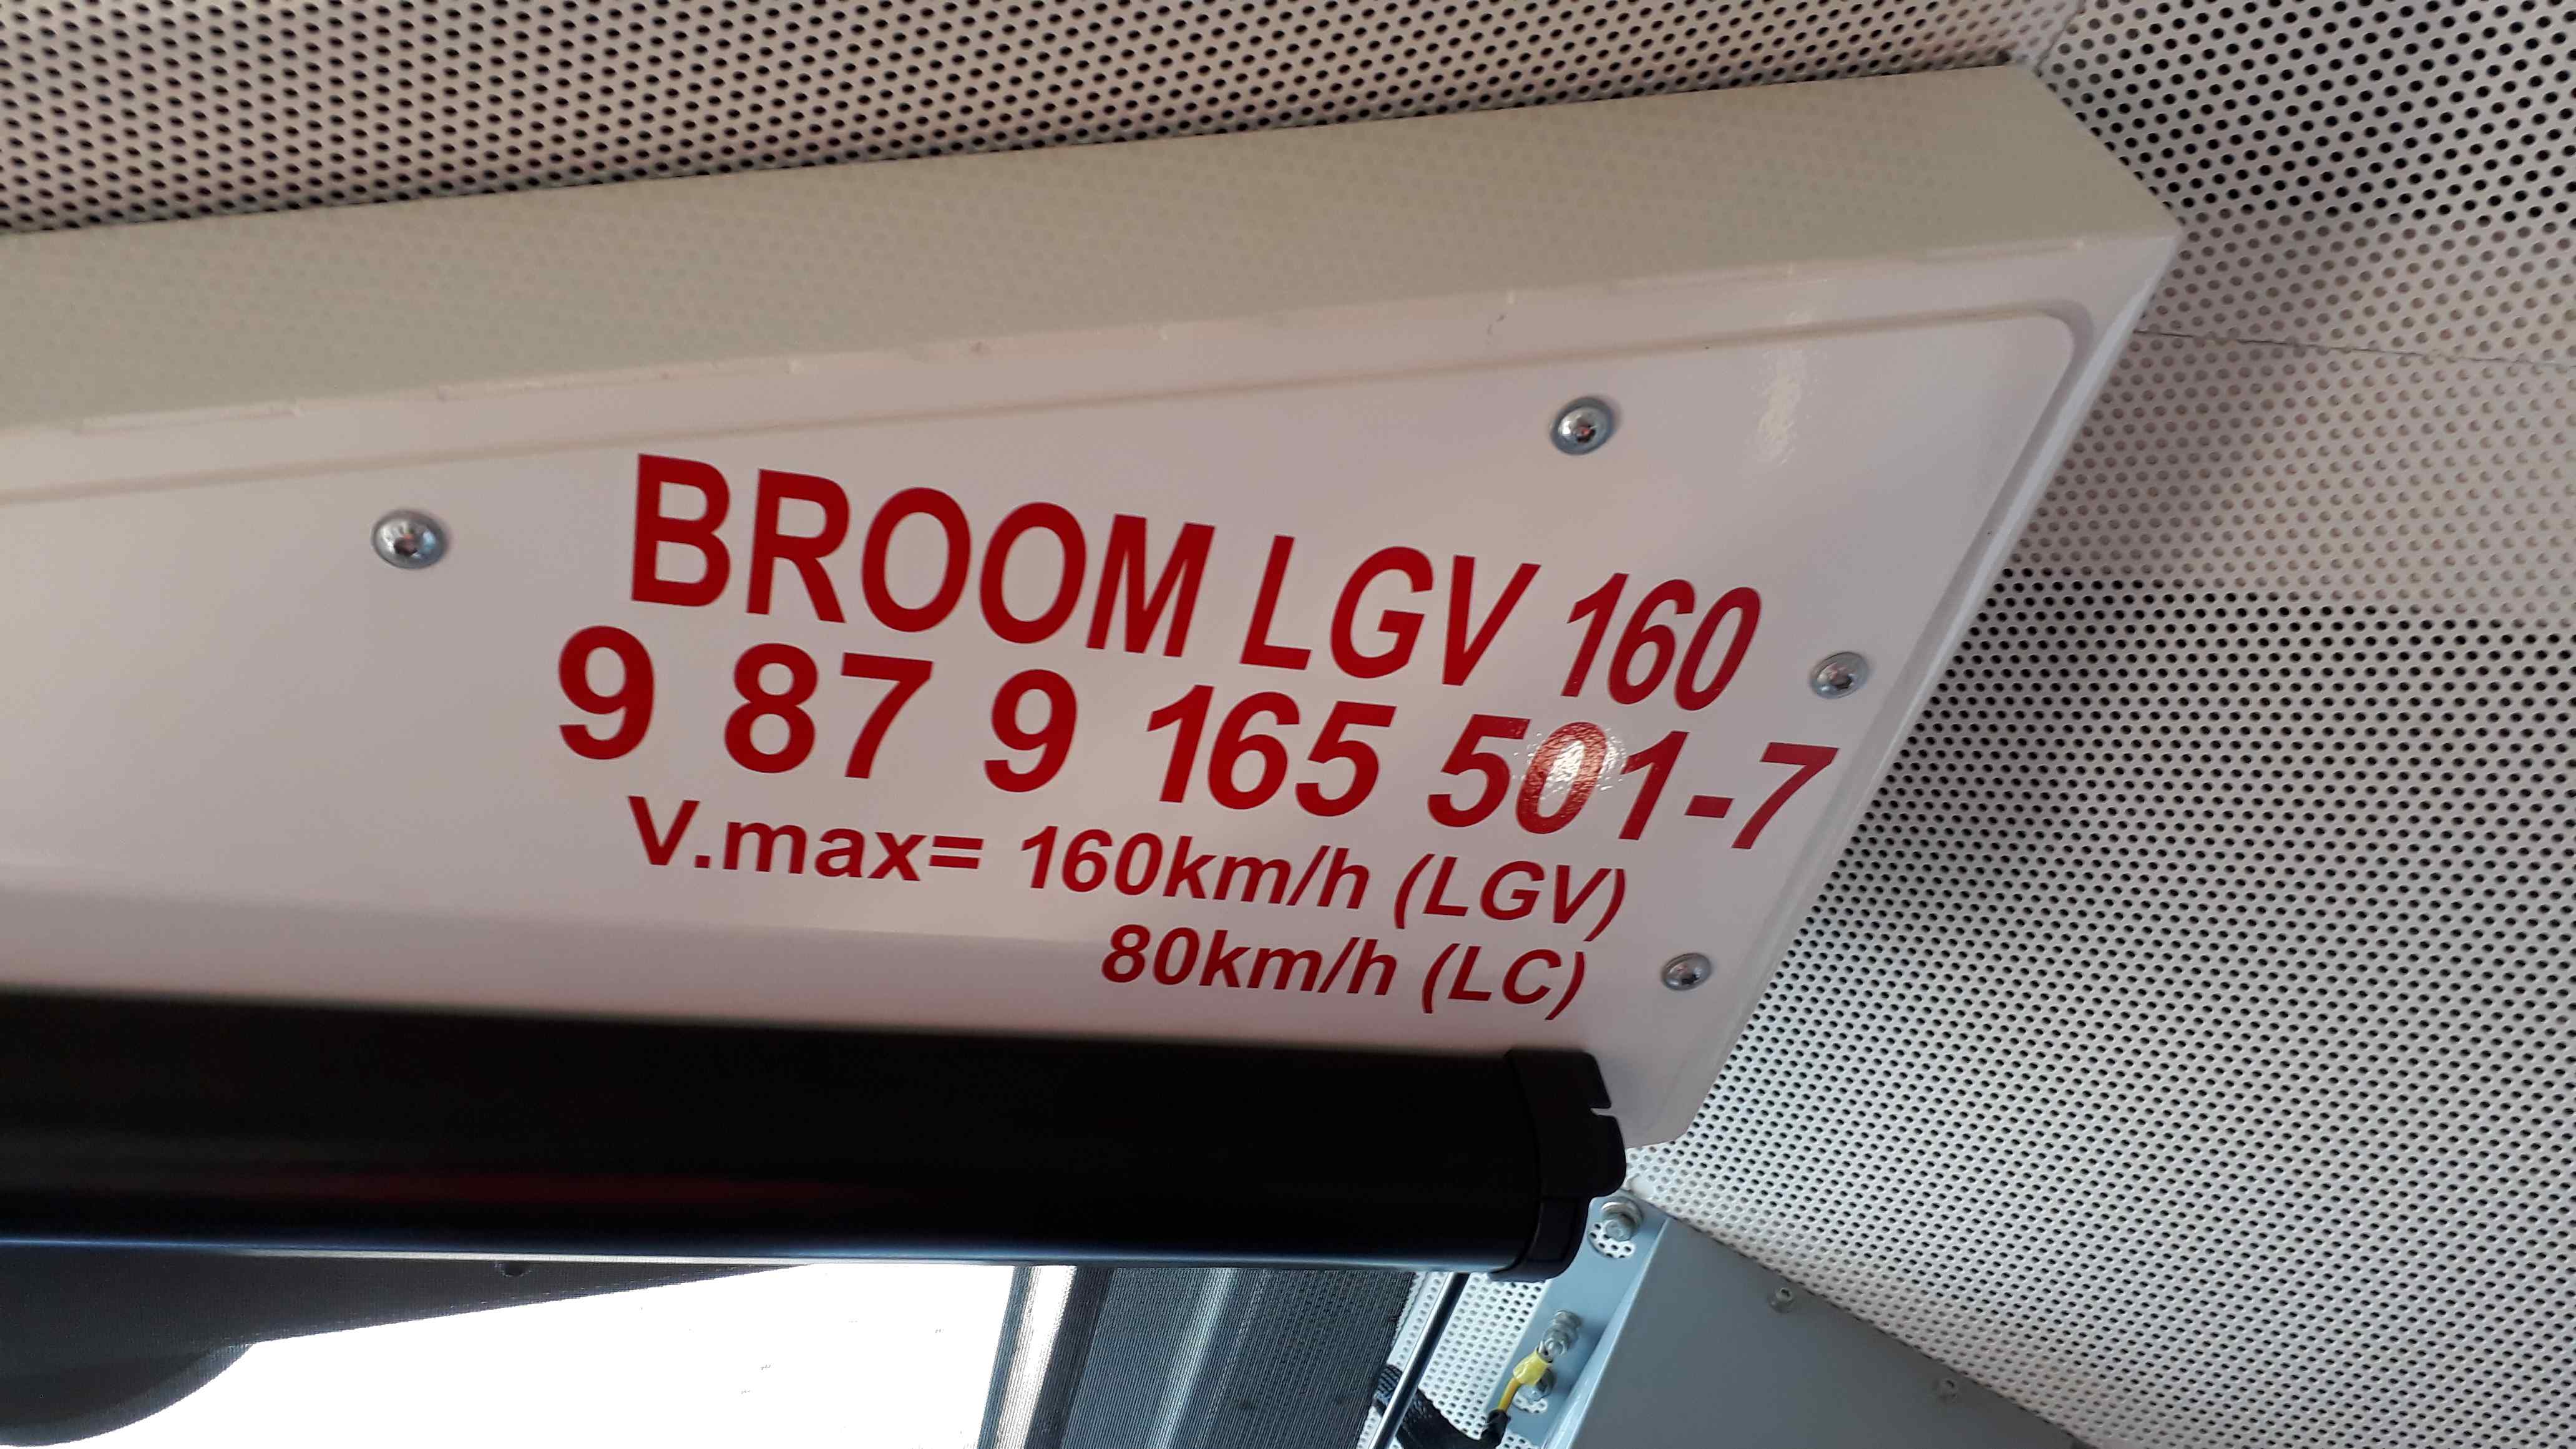 BROOM LGV 160
9 87 9 165 501-7
V.max= 160km/h (LGV)
80km/h (LC)